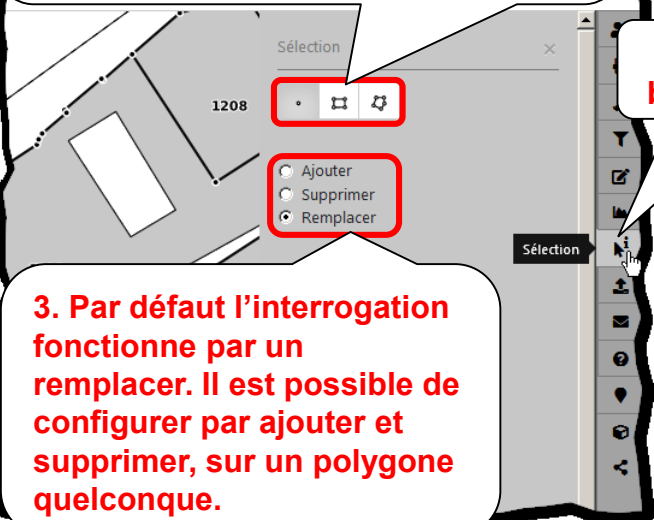 Sélection
1208
Ajouter
Supprimer
Remplacer
Sélection
3. Par défaut l’interrogation
fonctionne par un
remplacer. Il est possible de
configurer par ajouter et
supprimer, sur un polygone
quelconque.